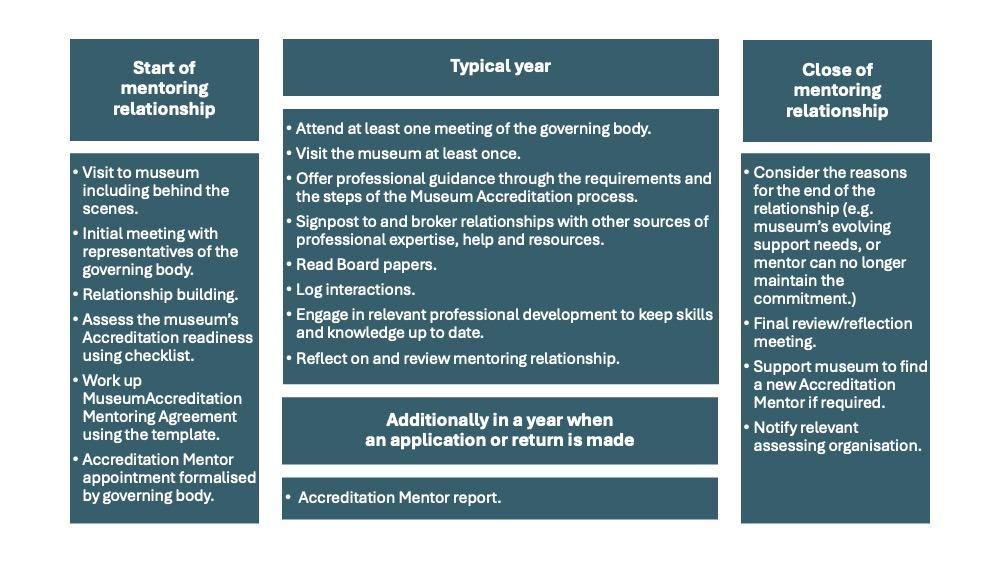 Start of
mentoring
relationship
• Visit to museum
including behind the
scenes.
• Initial meeting with
representatives of the
governing body.
• Relationship building.
• Assess the museum's
Accreditation readiness
using checklist.
• Work up
MuseumAccreditation
Mentoring Agreement
using the template.
• Accreditation Mentor
appointment formalised
by governing body.
Typical year
• Attend at least one meeting of the governing body.
• Visit the museum at least once.
• Offer professional guidance through the requirements and
the steps of the Museum Accreditation process.
• Signpost to and broker relationships with other sources of
professional expertise, help and resources.
• Read Board papers.
• Log interactions.
• Engage in relevant professional development to keep skills
and knowledge up to date.
• Reflect on and review mentoring relationship.
Additionally in a year when
an application or return is made
• Accreditation Mentor report.
Close of
mentoring
relationship
• Consider the reasons
for the end of the
relationship (e.g.
museum's evolving
support needs, or
mentor can no longer
maintain the
commitment.)
• Final review/reflection
meeting.
• Support museum to find
a new Accreditation
Mentor if required.
• Notify relevant
assessing organisation.